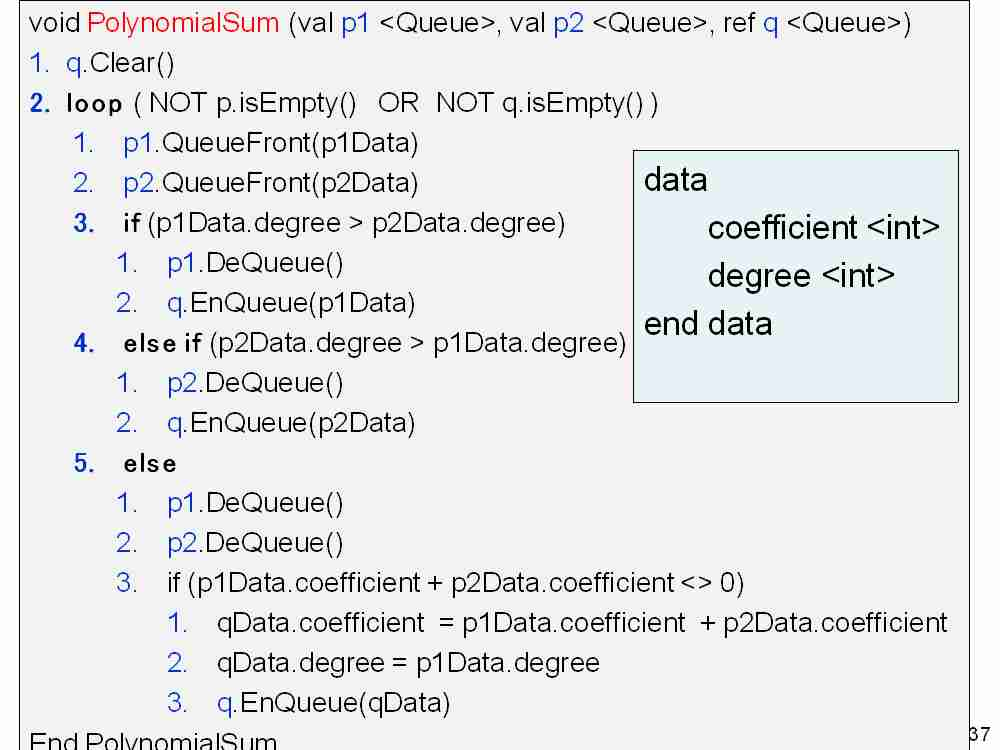 void PolynomialSum (val p1 <Queue>, val p2 <Queue>, ref q <Queue>)
1. q.Clear()
2. loop ( NOT p.isEmpty() OR NOT q.isEmpty() )
1. p1.QueueFront(p1Data)
2. p2.QueueFront(p2Data)
3. if (p1Data.degree > p2Data.degree)
1. p1.DeQueue()
2. q.EnQueue(p1Data)
4. else if (p2Data.degree > p1Data.degree)
1. p2.DeQueue()
2. q.EnQueue(p2Data)
5. else
1. p1.DeQueue()
2. p2.DeQueue()
3. if (p1Data.coefficient + p2Data.coefficient <> 0)
1. qData.coefficient = p1Data.coefficient + p2Data.coefficient
2. qData.degree = p1Data.degree
3. q.EnQueue(qData)
End PolynomialSum
data
coefficient <int>
degree <int>
end data
37